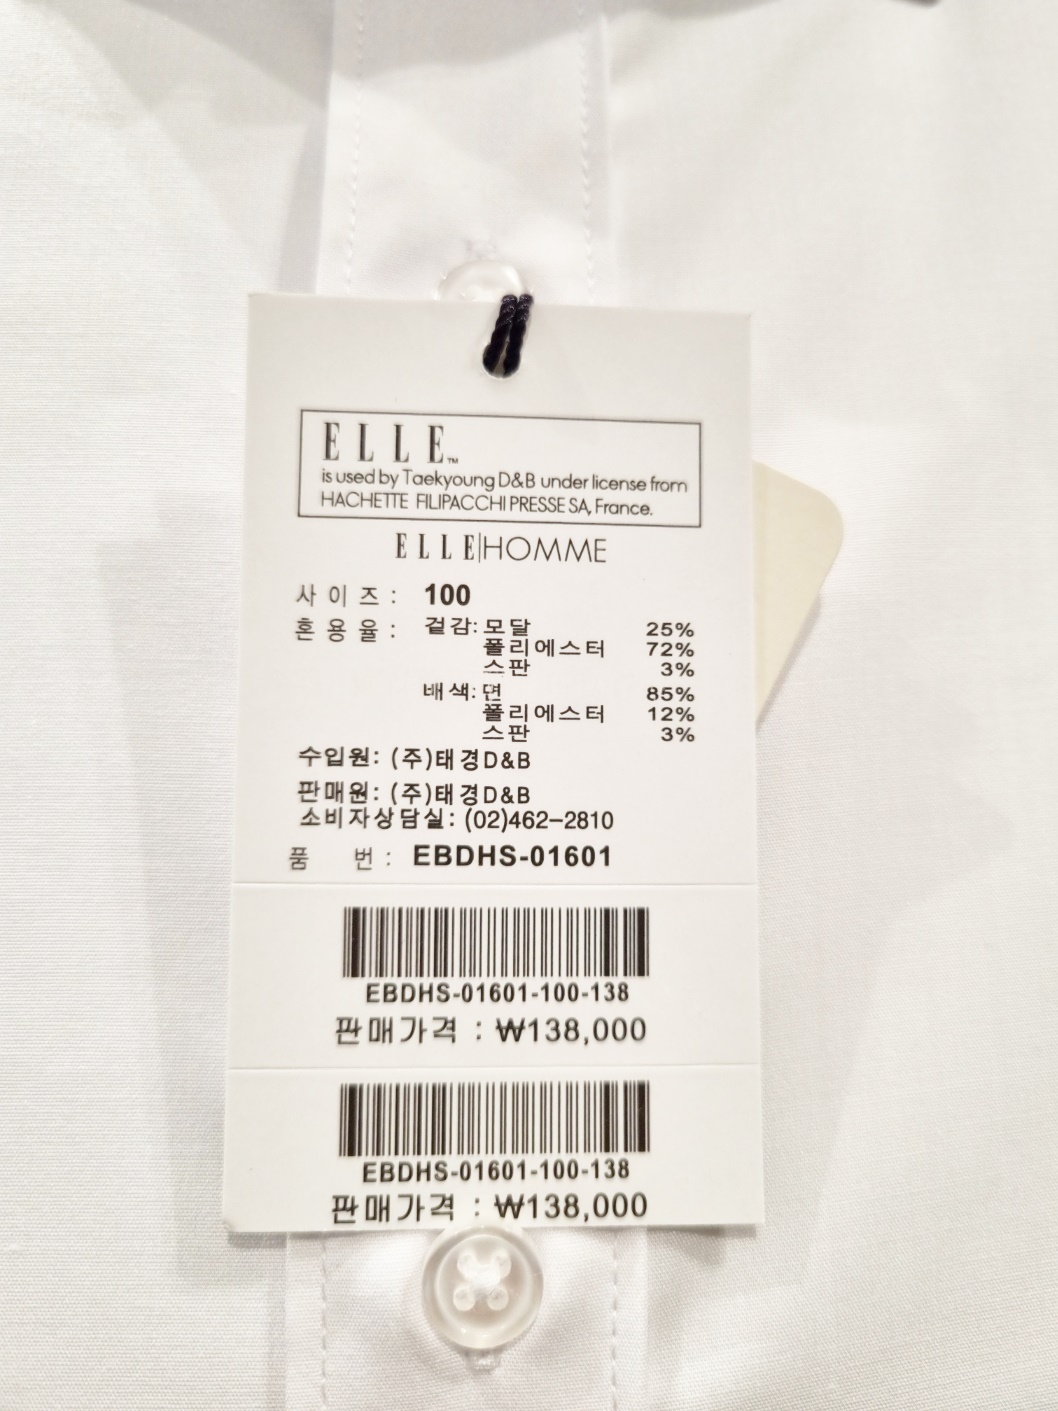 ELLE™
is used by Taekyoung D&B under license from
HACHETTE FILIPACCHI PRESSE SA, France.
ELLE|HOMME
사이즈: 100
혼용율: 겉감: 모달 25%
폴리에스터 72%
스판 3%
배색: 면 85%
폴리에스터 12%
스판 3%
수입원: (주)태경D&B
판매원: (주)태경D&B
소비자상담실: (02)462-2810
품 번: EBDHS-01601
EBDHS-01601-100-138
판매가격 : ₩138,000
EBDHS-01601-100-138
판매가격 : ₩138,000